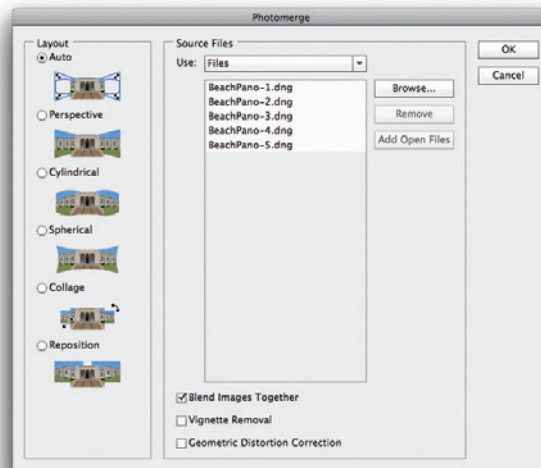 Photomerge
Layout
Auto
Perspective
Cylindrical
Spherical
Collage
Reposition
Source Files
Use: Files
BeachPano-1.dng
BeachPano-2.dng
BeachPano-3.dng
BeachPano-4.dng
BeachPano-5.dng
Browse...
Remove
Add Open Files
Blend Images Together
Vignette Removal
Geometric Distortion Correction
OK
Cancel